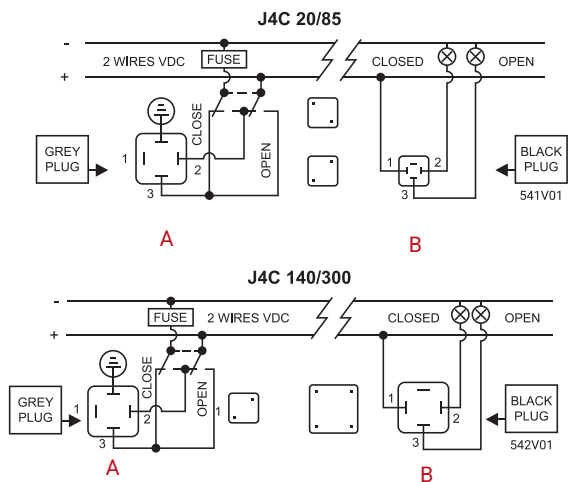 J4C 20/85
-
+
2 WIRES VDC
FUSE
CLOSED
OPEN
CLOSE
OPEN
GREY
PLUG
1
2
3
1
2
3
BLACK
PLUG
541V01
A
B
J4C 140/300
-
+
FUSE
2 WIRES VDC
CLOSED
OPEN
CLOSE
OPEN
GREY
PLUG
1
2
3
1
1
2
3
BLACK
PLUG
542V01
A
B